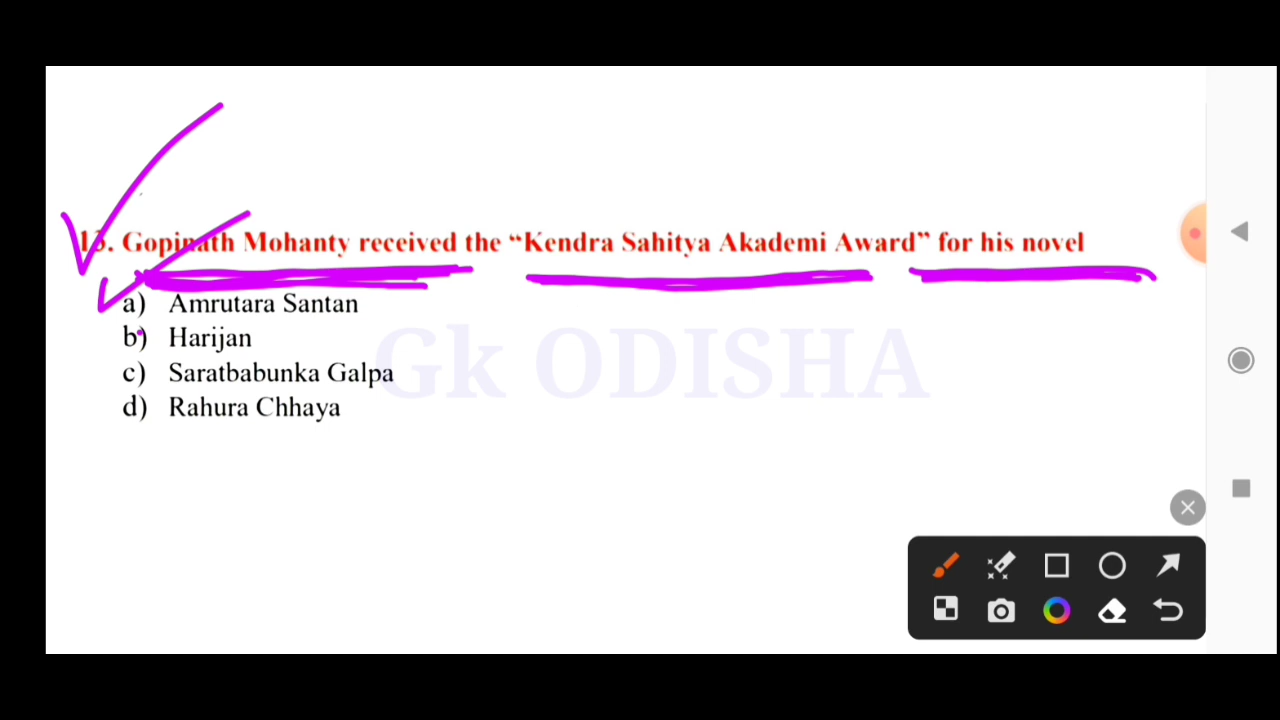 13. Gopinath Mohanty received the “Kendra Sahitya Akademi Award” for his novel
a) Amrutara Santan
b) Harijan
c) Saratbabunka Galpa
d) Rahura Chhaya
Gk ODISHA